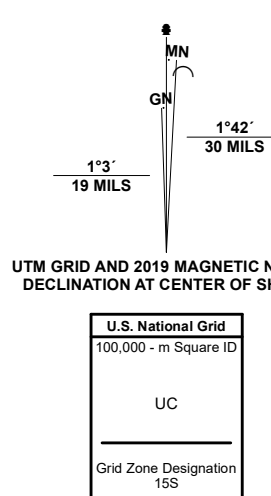 MN
GN
1°42´
30 MILS
1°3´
19 MILS
UTM GRID AND 2019 MAGNETIC
DECLINATION AT CENTER OF
U.S. National Grid
100,000 - m Square ID
UC
Grid Zone Designation
15S